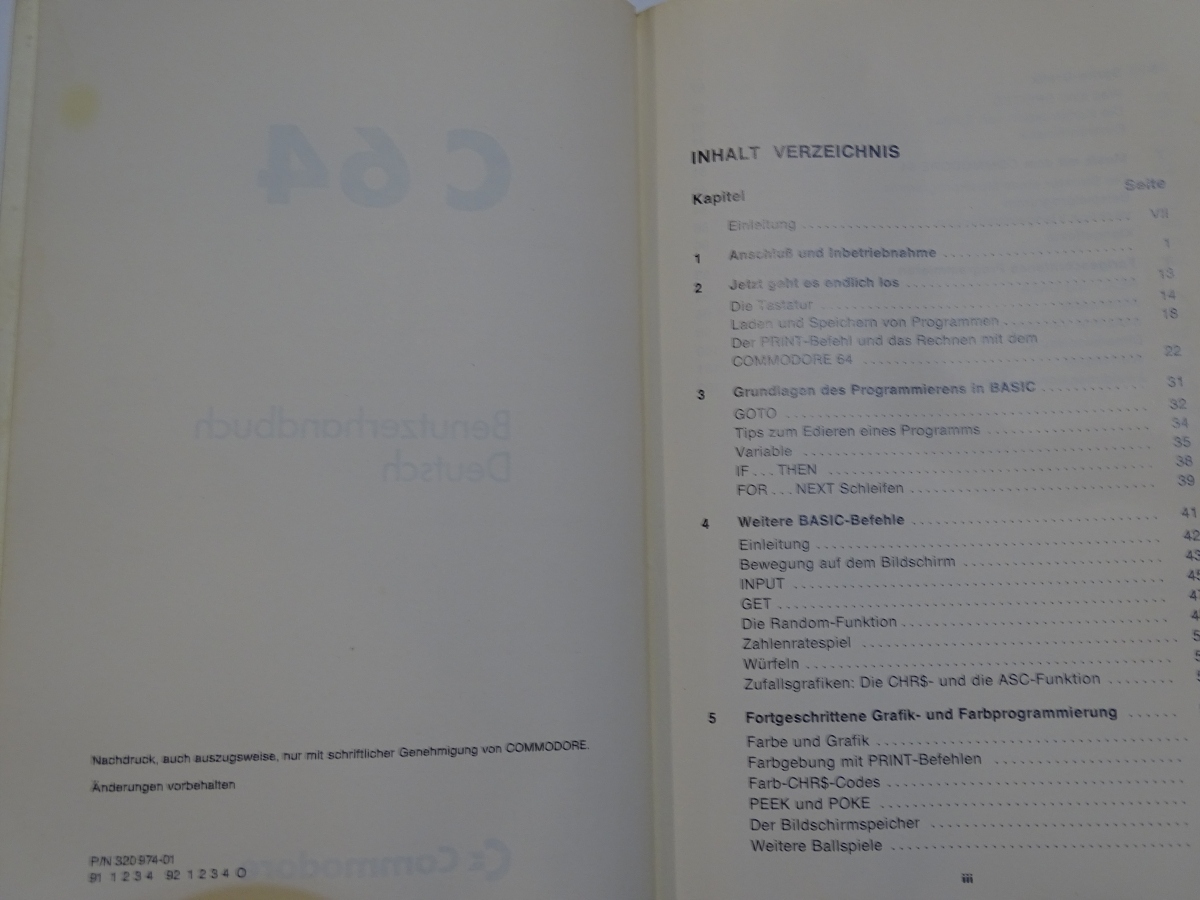 C 64
Benutzerhandbuch
Deutsch
Nachdruck, auch auszugsweise, nur mit schriftlicher Genehmigung von COMMODORE.
Änderungen vorbehalten
Commodore
P/N 320 974-01
91 1 2 3 4 92 1 2 3 4 O
INHALT VERZEICHNIS
Kapitel Seite
Einleitung VII
1 Anschluß und Inbetriebnahme 1
2 Jetzt geht es endlich los 13
Die Tastatur 14
Laden und Speichern von Programmen 18
Der PRINT-Befehl und das Rechnen mit dem
COMMODORE 64 22
3 Grundlagen des Programmierens in BASIC 31
GOTO 32
Tips zum Edieren eines Programms 34
Variable 35
IF...THEN 38
FOR...NEXT Schleifen 39
4 Weitere BASIC-Befehle 41
Einleitung 42
Bewegung auf dem Bildschirm 43
INPUT 45
GET
Die Random-Funktion
Zahlenratespiel
Würfeln
Zufallsgrafiken: Die CHR$- und die ASC-Funktion
5 Fortgeschrittene Grafik- und Farbprogrammierung
Farbe und Grafik
Farbgebung mit PRINT-Befehlen
Farb-CHR$-Codes
PEEK und POKE
Der Bildschirmspeicher
Weitere Ballspiele
iii